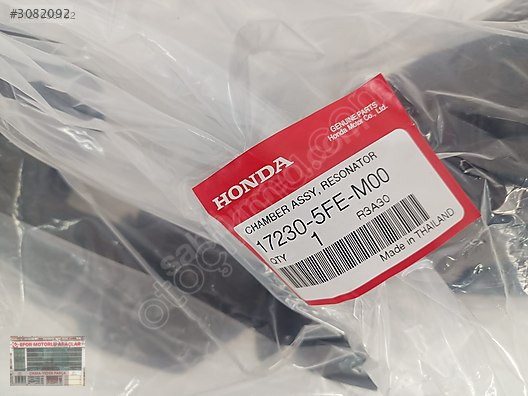 #3082092
GENUINE PARTS
Honda Motor Co., Ltd.
HONDA
CHAMBER ASSY, RESONATOR
17230-5FE-M00
QTY 1 R3A30
Made in THAILAND